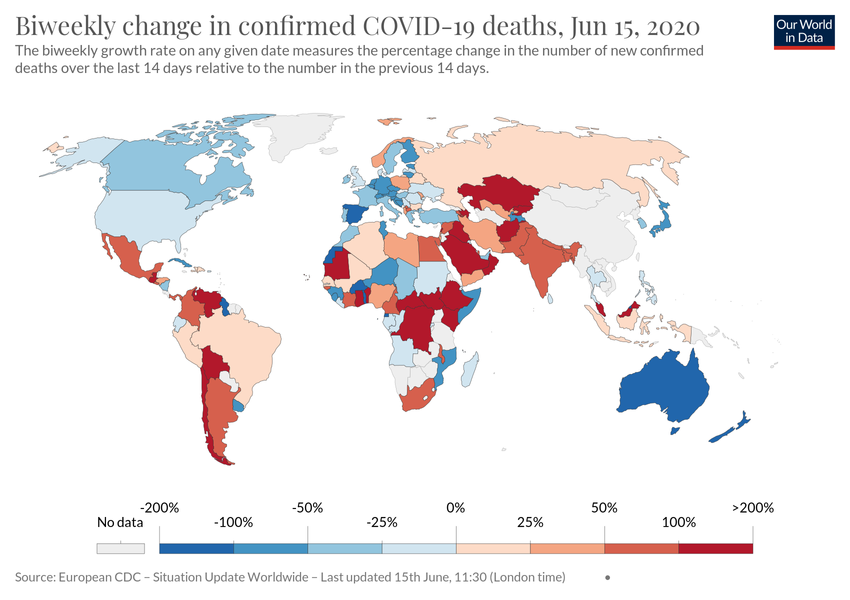 Biweekly change in confirmed COVID-19 deaths, Jun 15, 2020
Our World
in Data
The biweekly growth rate on any given date measures the percentage change in the number of new confirmed
deaths over the last 14 days relative to the number in the previous 14 days.
-200% -50% 0% 50% >200%
No data -100% -25% 25% 100%
Source: European CDC – Situation Update Worldwide – Last updated 15th June, 11:30 (London time) •